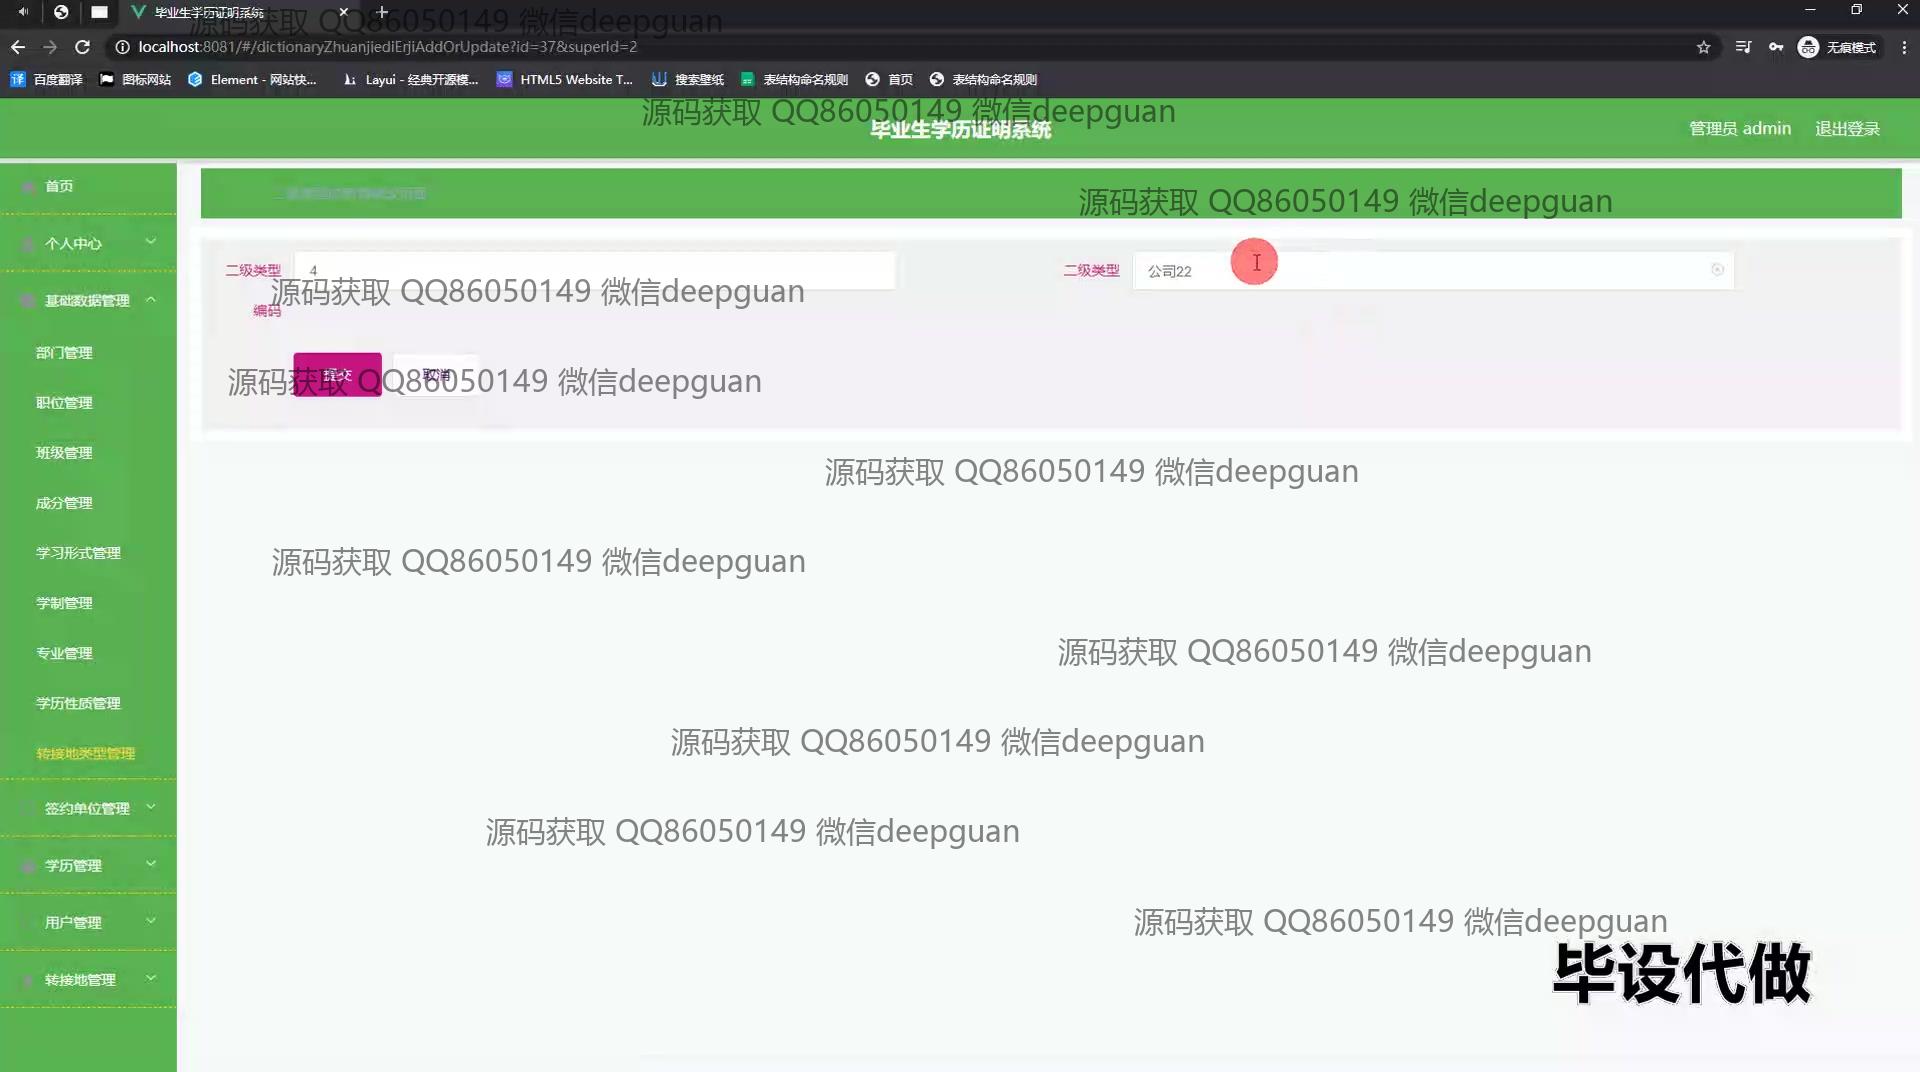 毕业生学历证明系统
源码获取 QQ86050149 微信deepguan
localhost:8081/#/dictionaryZhuanjiediErjiAddOrUpdate?id=37&superId=2
无痕模式
百度翻译
图标网站
Element - 网站快...
Layui - 经典开源模...
HTML5 Website T...
搜索壁纸
表结构命名规则
首页
表结构命名规则
源码获取 QQ86050149 微信deepguan
毕业生学历证明系统
管理员 admin
退出登录
首页
源码获取 QQ86050149 微信deepguan
个人中心
二级类型
编码
4
二级类型
公司22
源码获取 QQ86050149 微信deepguan
基础数据管理
部门管理
提交
取消
源码获取 QQ86050149 微信deepguan
职位管理
班级管理
源码获取 QQ86050149 微信deepguan
成分管理
学习形式管理
源码获取 QQ86050149 微信deepguan
学制管理
专业管理
源码获取 QQ86050149 微信deepguan
学历性质管理
转接地类型管理
源码获取 QQ86050149 微信deepguan
签约单位管理
源码获取 QQ86050149 微信deepguan
学历管理
用户管理
源码获取 QQ86050149 微信deepguan
转接地管理
毕设代做